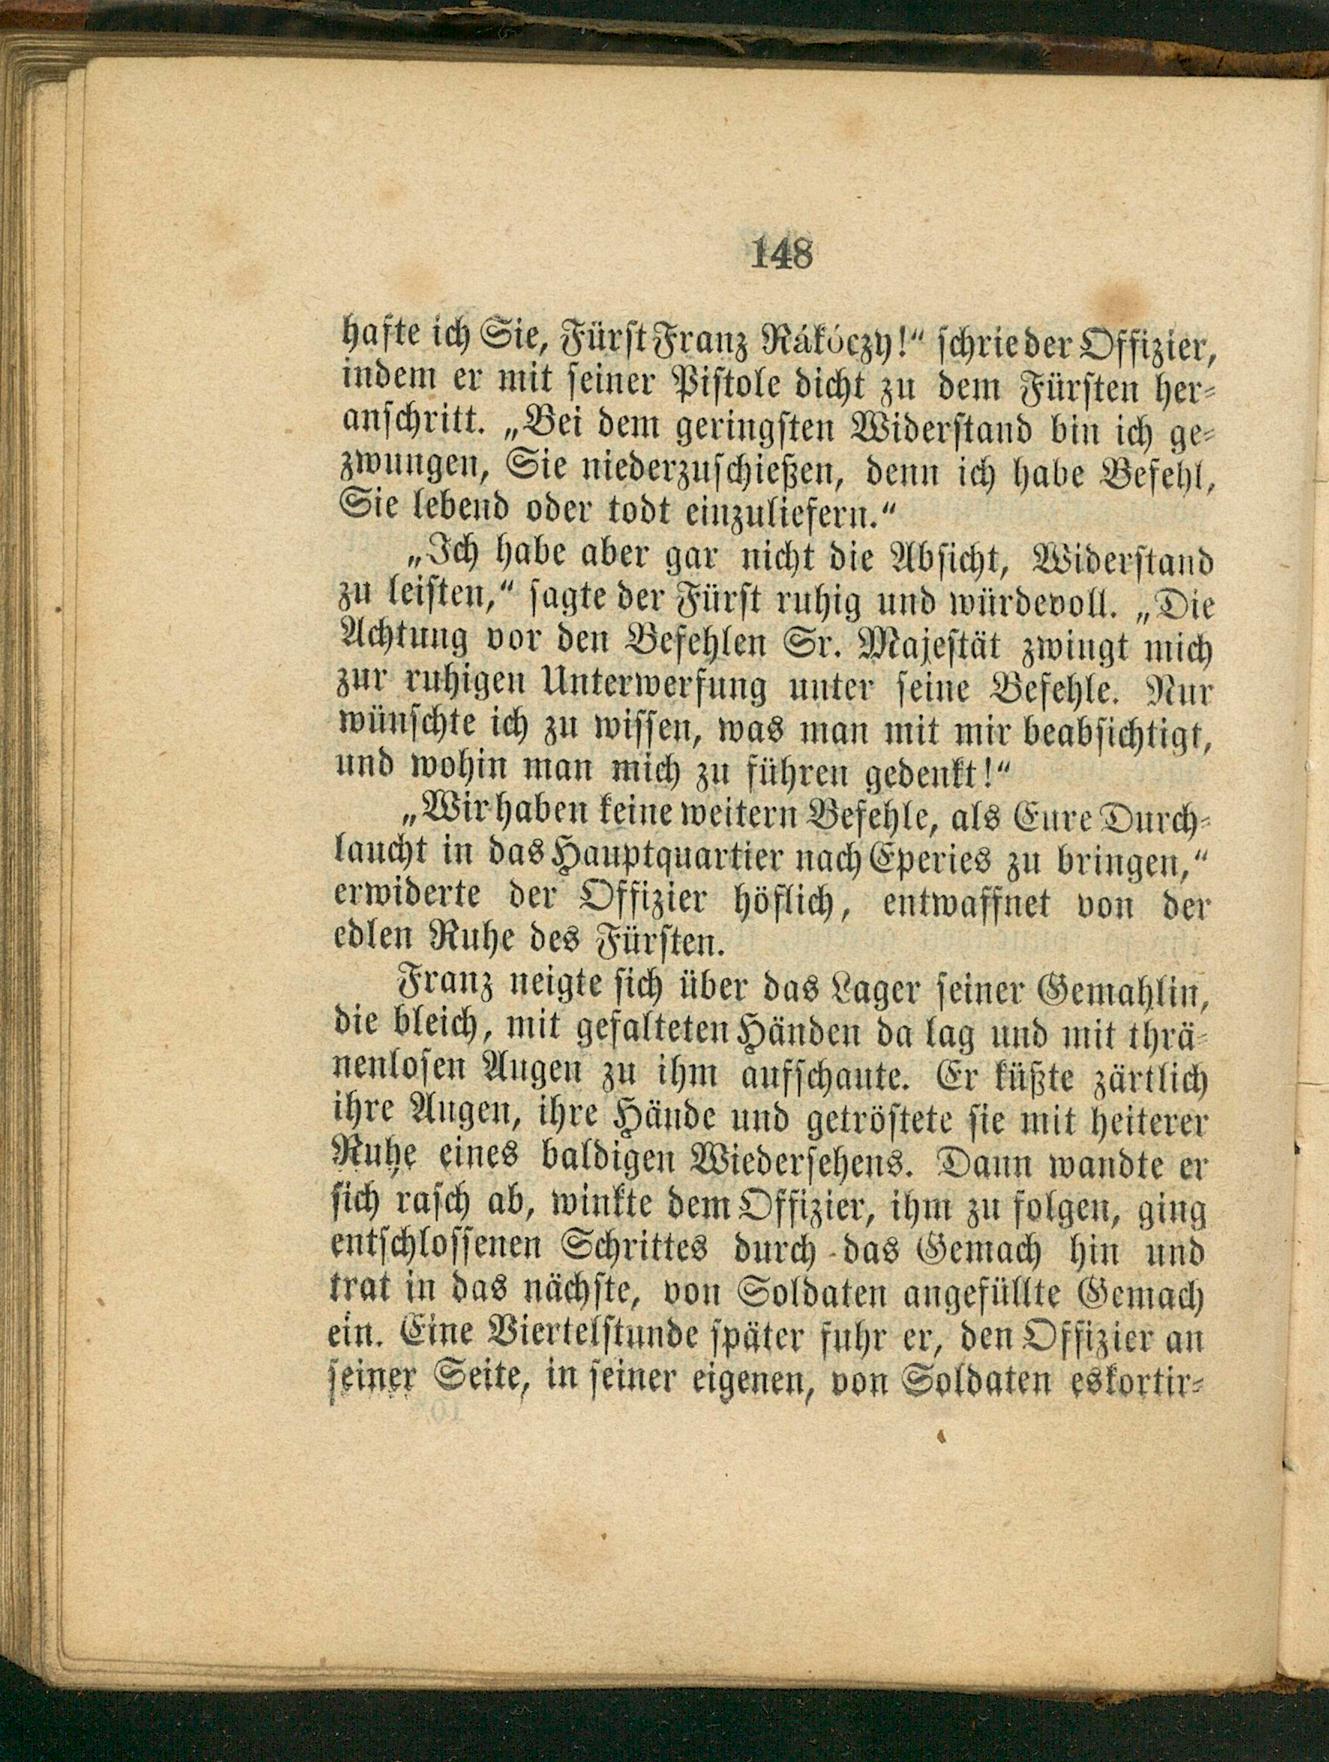 148
hafte ich Sie, Fürst Franz Rákóczy!“ schrie der Offizier,
indem er mit seiner Pistole dicht zu dem Fürsten her-
anschritt. „Bei dem geringsten Widerstand bin ich ge-
zwungen, Sie niederzuschießen, denn ich habe Befehl,
Sie lebend oder todt einzuliefern.“
„Ich habe aber gar nicht die Absicht, Widerstand
zu leisten,“ sagte der Fürst ruhig und würdevoll. „Die
Achtung vor den Befehlen Sr. Majestät zwingt mich
zur ruhigen Unterwerfung unter seine Befehle. Nur
wünschte ich zu wissen, was man mit mir beabsichtigt,
und wohin man mich zu führen gedenkt!“
„Wir haben keine weitern Befehle, als Eure Durch-
laucht in das Hauptquartier nach Eperies zu bringen,“
erwiderte der Offizier höflich, entwaffnet von der
edlen Ruhe des Fürsten.
Franz neigte sich über das Lager seiner Gemahlin,
die bleich, mit gefalteten Händen da lag und mit thrä-
nenlosen Augen zu ihm aufschaute. Er küßte zärtlich
ihre Augen, ihre Hände und getröstete sie mit heiterer
Ruhe eines baldigen Wiedersehens. Dann wandte er
sich rasch ab, winkte dem Offizier, ihm zu folgen, ging
entschlossenen Schrittes durch das Gemach hin und
trat in das nächste, von Soldaten angefüllte Gemach
ein. Eine Viertelstunde später fuhr er, den Offizier an
seiner Seite, in seiner eigenen, von Soldaten eskortir-